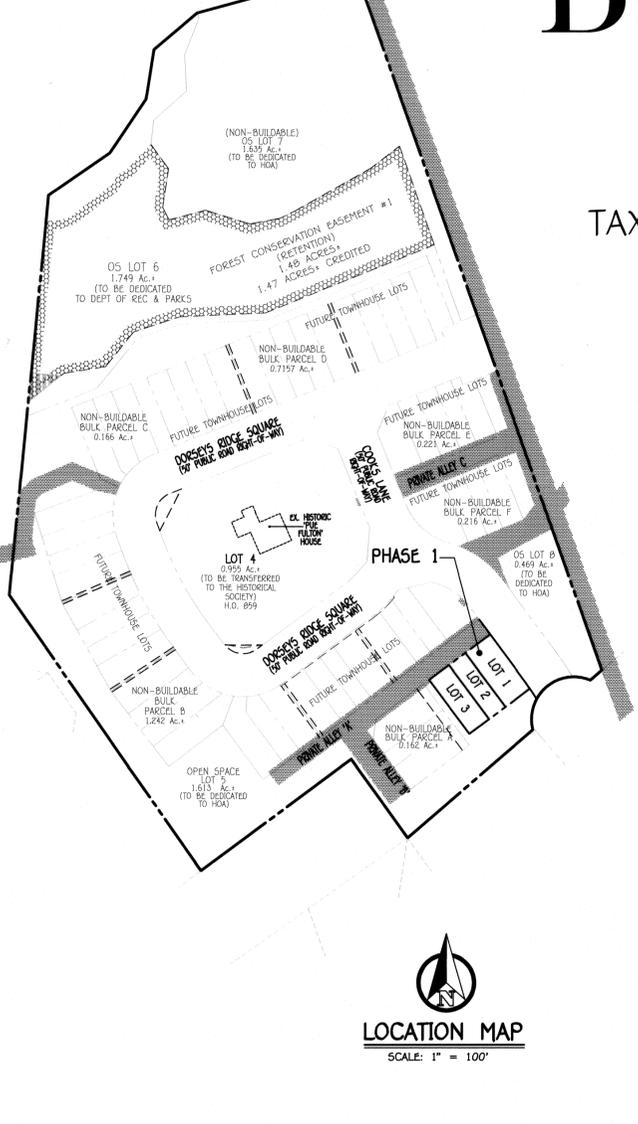 D
TAX
(NON-BUILDABLE)
OS LOT 7
1.635 Ac.±
(TO BE DEDICATED
TO HOA)
FOREST CONSERVATION EASEMENT #1
(RETENTION)
1.48 ACRES±
1.47 ACRES± CREDITED
OS LOT 6
1.749 Ac.±
(TO BE DEDICATED
TO DEPT OF REC & PARKS
FUTURE TOWNHOUSE LOTS
NON-BUILDABLE
BULK PARCEL D
0.7157 Ac.±
NON-BUILDABLE
BULK PARCEL C
0.166 Ac.±
FUTURE TOWNHOUSE LOTS
DORSEYS RIDGE SQUARE
(50' PUBLIC ROAD RIGHT-OF-WAY)
FUTURE TOWNHOUSE LOTS
NON-BUILDABLE
BULK PARCEL E
0.221 Ac.±
COOKS LANE
(50' PUBLIC ROAD
RIGHT-OF-WAY)
PRIVATE ALLEY C
FUTURE TOWNHOUSE LOTS
NON-BUILDABLE
BULK PARCEL F
0.216 Ac.±
EX. HISTORIC
'PUE
FULTON'
HOUSE
LOT 4
0.955 Ac.±
(TO BE TRANSFERRED
TO THE HISTORICAL
SOCIETY)
H.O. 859
PHASE 1
OS LOT 8
0.469 Ac.±
(TO BE
DEDICATED
TO HOA)
FUTURE TOWNHOUSE LOTS
DORSEYS RIDGE SQUARE
(50' PUBLIC ROAD RIGHT-OF-WAY)
FUTURE TOWNHOUSE LOTS
LOT 1
LOT 2
LOT 3
NON-BUILDABLE
BULK
PARCEL B
1.242 Ac.±
NON-BUILDABLE
BULK PARCEL A
0.162 Ac.±
PRIVATE ALLEY 'A'
PRIVATE ALLEY 'B'
OPEN SPACE
LOT 5
1.613 Ac.±
(TO BE DEDICATED
TO HOA)
N
LOCATION MAP
SCALE: 1" = 100'